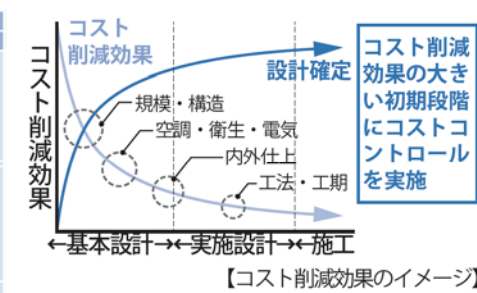 コスト
削減効果
コスト削減効果
設計確定
規模・構造
空調・衛生・電気
内外仕上
工法・工期
←基本設計→←実施設計→←施工
コスト削減
効果の大き
い初期段階
にコストコ
ントロール
を実施
【コスト削減効果のイメージ】